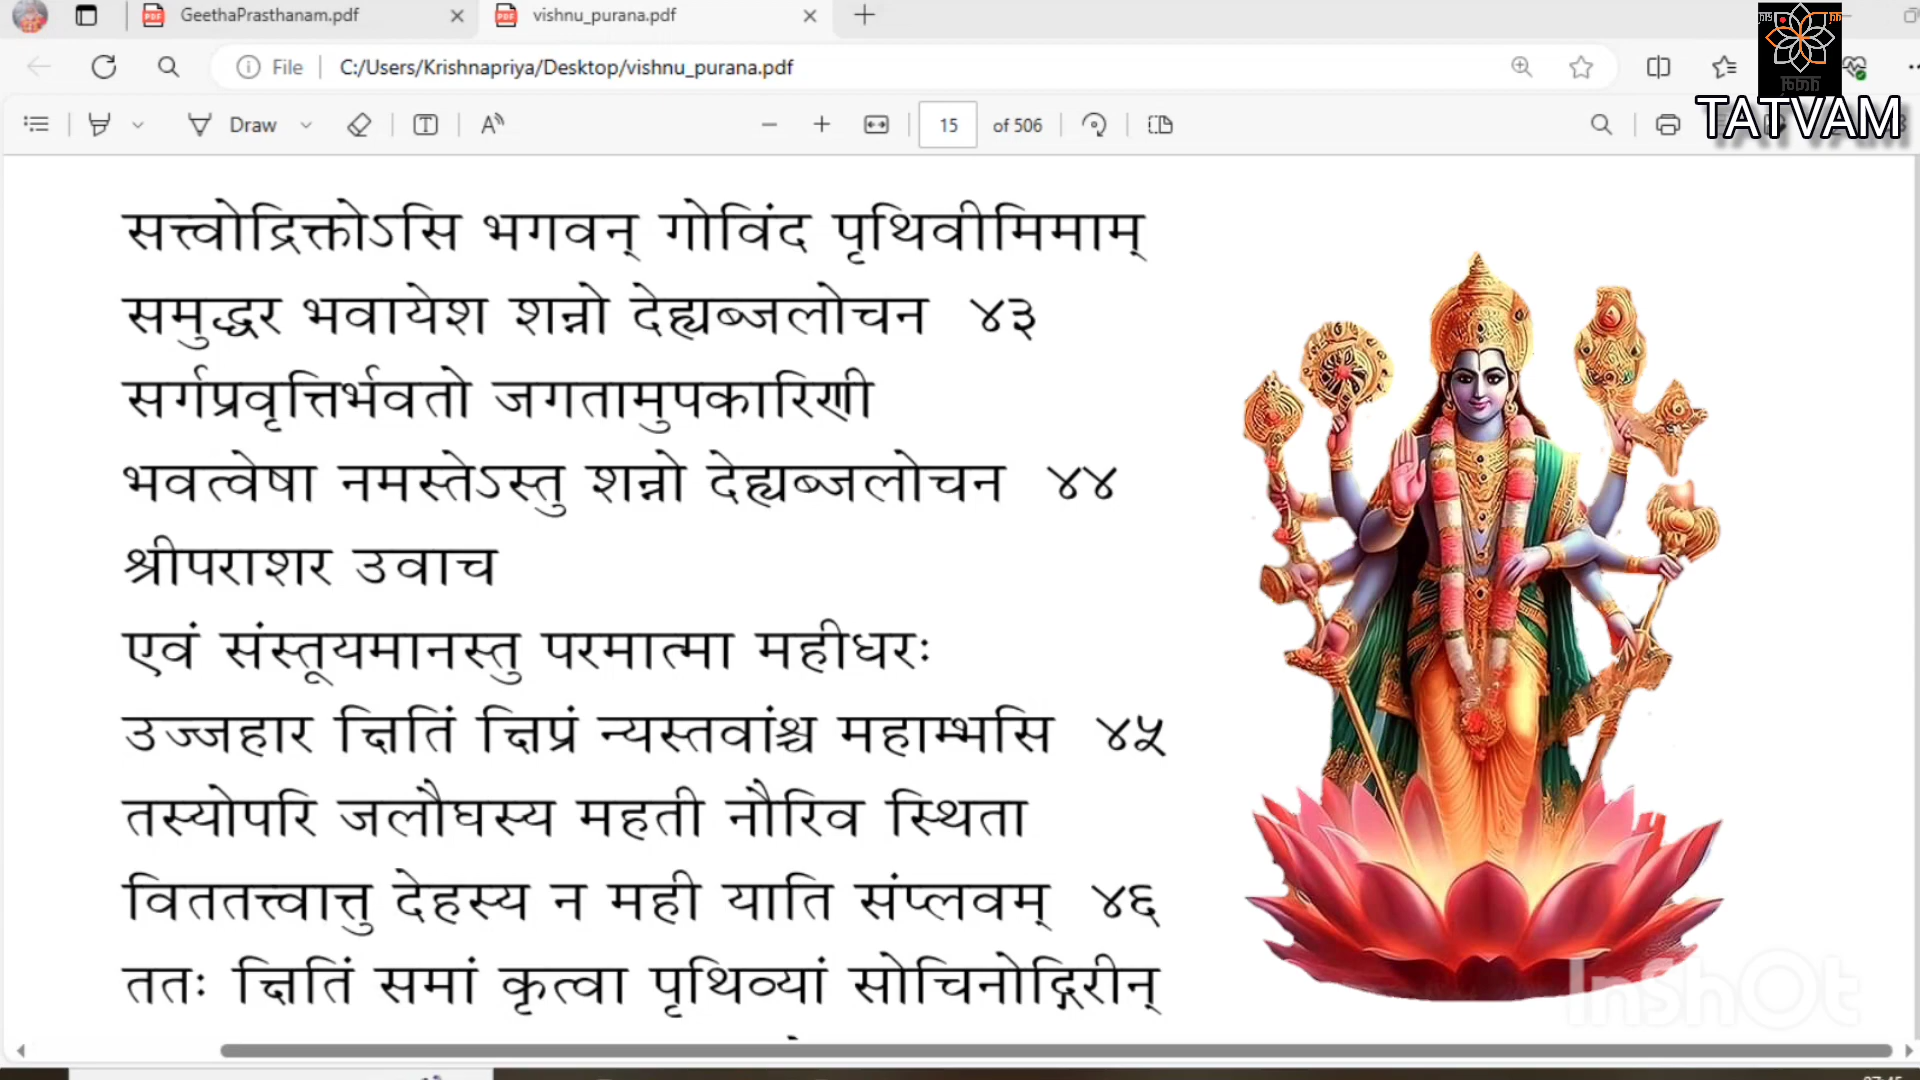 GeethaPrasthanam.pdf
vishnu_purana.pdf
File
C:/Users/Krishnapriya/Desktop/vishnu_purana.pdf
Draw
15
of 506
TATVAM
सत्त्वोद्रिक्तोऽसि भगवन् गोविंद पृथिवीमिमाम्
समुद्धर भवायेश शन्नो देह्यब्जलोचन ४३
सर्गप्रवृत्तिर्भवतो जगतामुपकारिणी
भवत्वेषा नमस्तेऽस्तु शन्नो देह्यब्जलोचन ४४
श्रीपराशर उवाच
एवं संस्तूयमानस्तु परमात्मा महीधरः
उज्जहार क्षितिं क्षिप्रं न्यस्तवांश्च महाम्भसि ४५
तस्योपरि जलौघस्य महती नौरिव स्थिता
विततत्त्वात्तु देहस्य न मही याति संप्लवम् ४६
ततः क्षितिं समां कृत्वा पृथिव्यां सोचिनोद्गिरीन्
InShOt